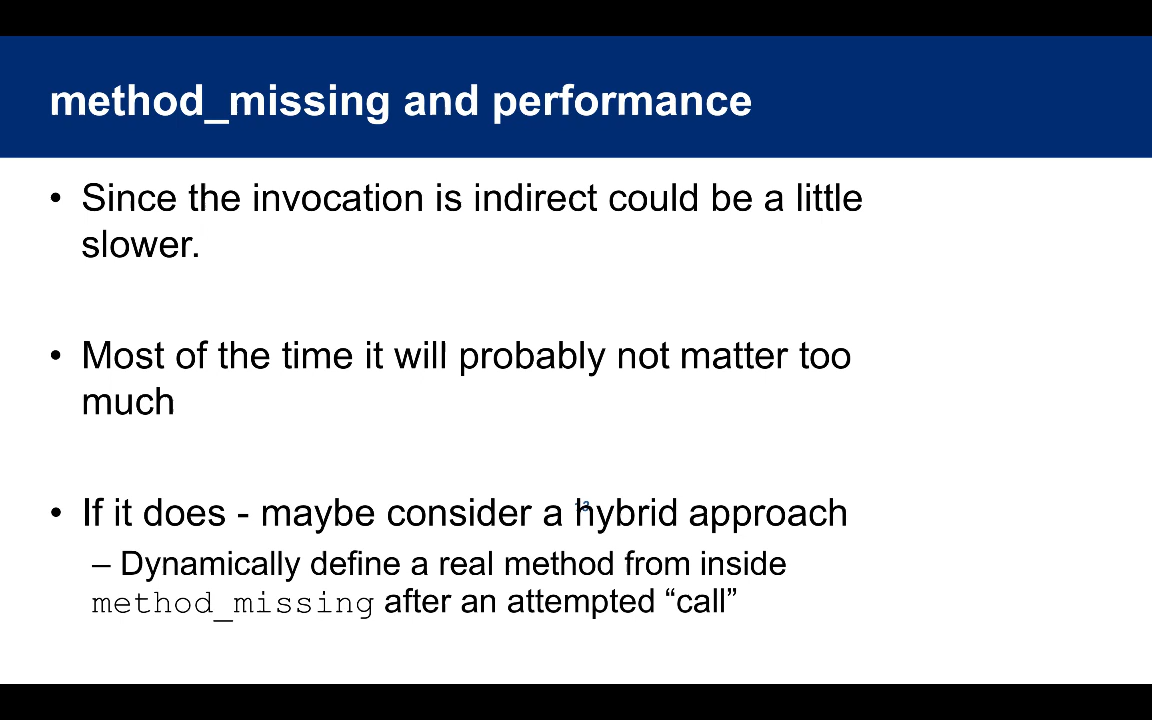 method_missing and performance
• Since the invocation is indirect could be a little
slower.
• Most of the time it will probably not matter too
much
• If it does - maybe consider a hybrid approach
– Dynamically define a real method from inside
method_missing after an attempted “call”